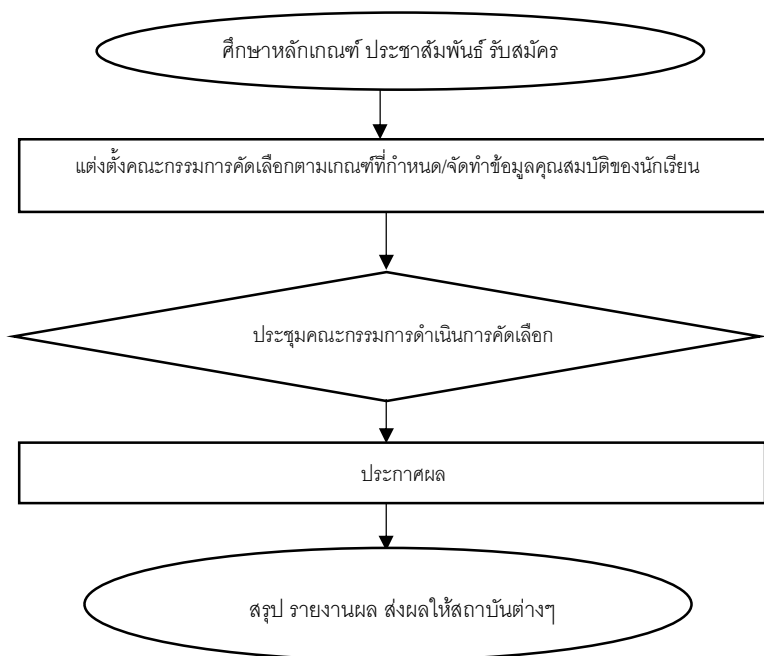 ศึกษาหลักเกณฑ์ ประชาสัมพันธ์ รับสมัคร
แต่งตั้งคณะกรรมการคัดเลือกตามเกณฑ์ที่กำหนด/จัดทำข้อมูลคุณสมบัติของนักเรียน
ประชุมคณะกรรมการดำเนินการคัดเลือก
ประกาศผล
สรุป รายงานผล ส่งผลให้สถาบันต่างๆ